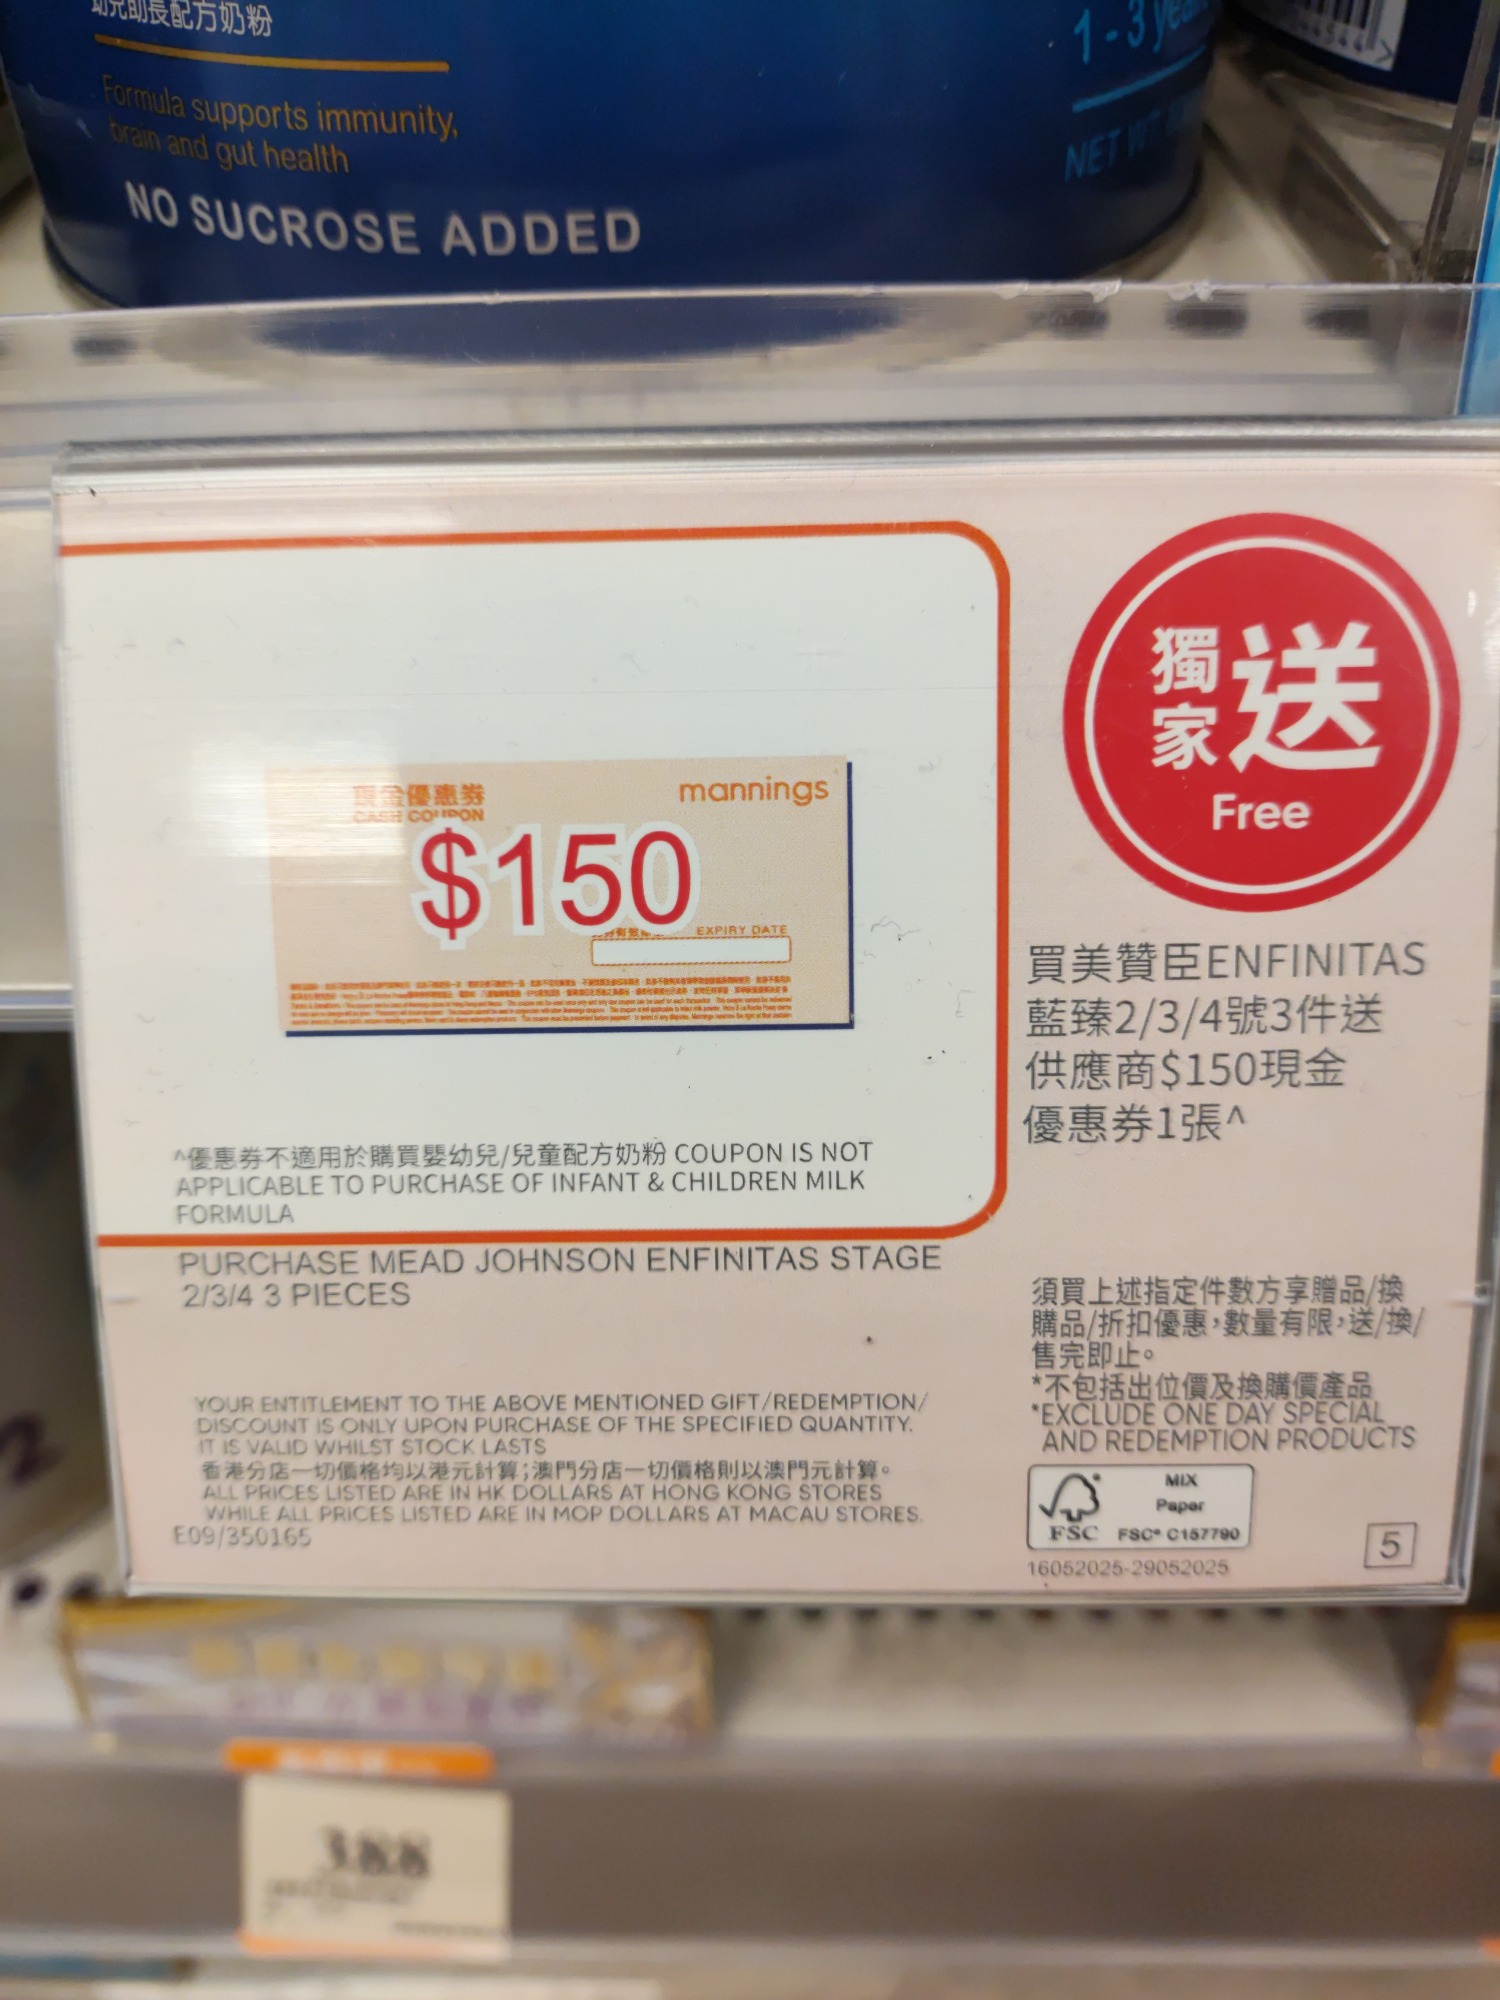 幼兒助長配方奶粉
Formula supports immunity,
brain and gut health
NO SUCROSE ADDED
1-3 years
NET WT
現金優惠券
CASH COUPON
mannings
$150
EXPIRY DATE
獨家送
Free
買美贊臣ENFINITAS
藍臻2/3/4號3件送
供應商$150現金
優惠券1張^
^優惠券不適用於購買嬰幼兒/兒童配方奶粉 COUPON IS NOT
APPLICABLE TO PURCHASE OF INFANT & CHILDREN MILK
FORMULA
PURCHASE MEAD JOHNSON ENFINITAS STAGE
2/3/4 3 PIECES
YOUR ENTITLEMENT TO THE ABOVE MENTIONED GIFT/REDEMPTION/
DISCOUNT IS ONLY UPON PURCHASE OF THE SPECIFIED QUANTITY.
IT IS VALID WHILST STOCK LASTS
香港分店一切價格均以港元計算;澳門分店一切價格則以澳門元計算。
ALL PRICES LISTED ARE IN HK DOLLARS AT HONG KONG STORES
WHILE ALL PRICES LISTED ARE IN MOP DOLLARS AT MACAU STORES.
E09/350165
須買上述指定件數方享贈品/換
購品/折扣優惠,數量有限,送/換/
售完即止。
*不包括出位價及換購價產品
*EXCLUDE ONE DAY SPECIAL
AND REDEMPTION PRODUCTS
FSC
MIX
Paper
FSC® C157790
16052025-29052025
5
388